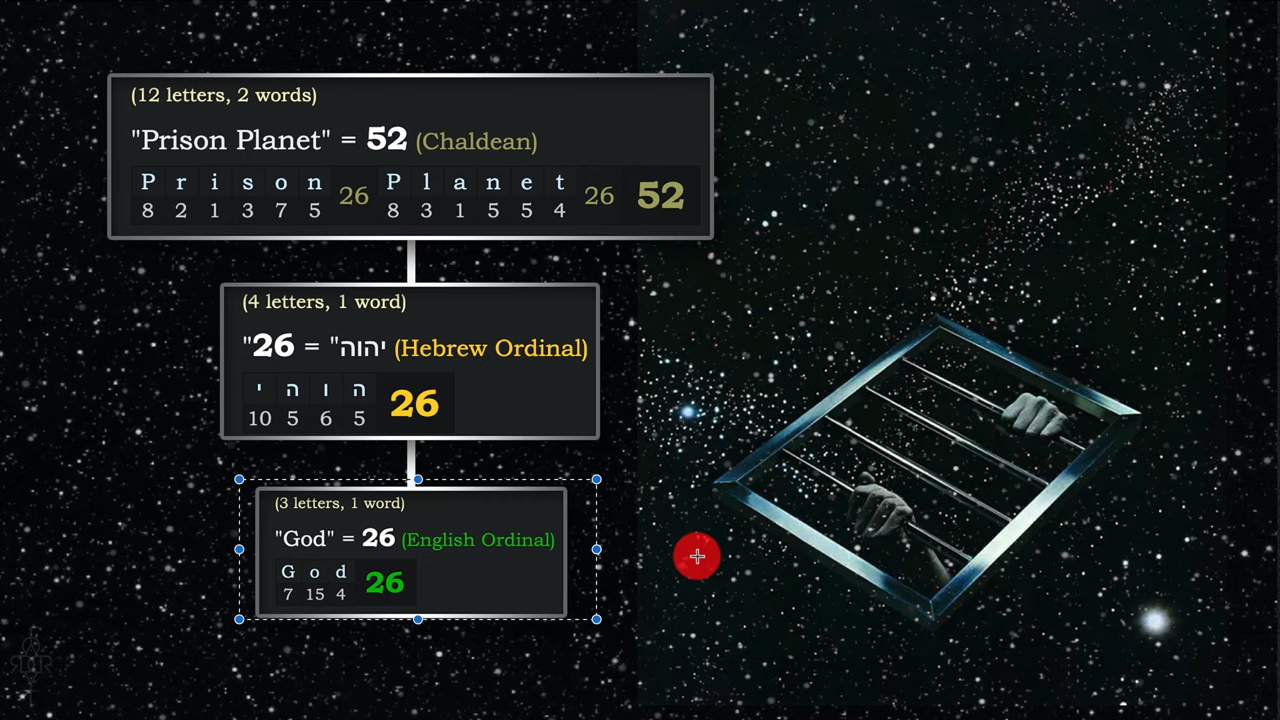 (12 letters, 2 words)
"Prison Planet" = 52 (Chaldean)
P r i s o n 26 P l a n e t 26 52
8 2 1 3 7 5 8 3 1 5 5 4
(4 letters, 1 word)
"26 = "יהוה (Hebrew Ordinal)
י ה ו ה 26
10 5 6 5
(3 letters, 1 word)
"God" = 26 (English Ordinal)
G o d 26
7 15 4